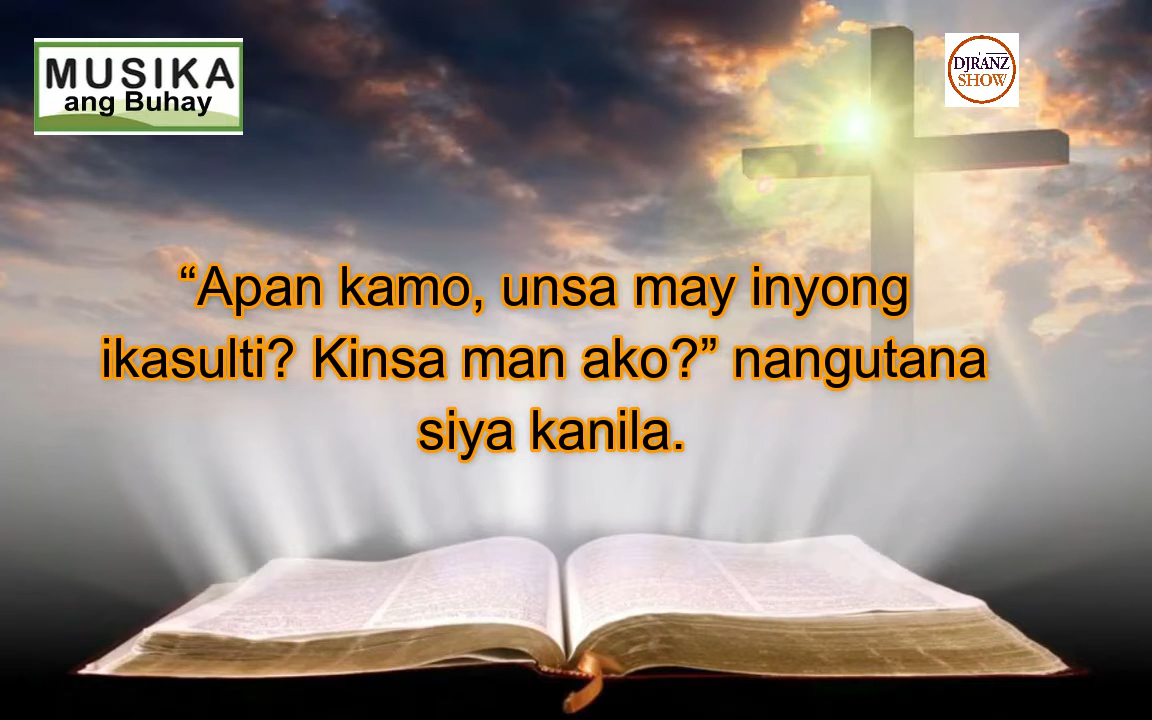 MUSIKA
ang Buhay
DJRANZ
SHOW
“Apan kamo, unsa may inyong
ikasulti? Kinsa man ako?” nangutana
siya kanila.